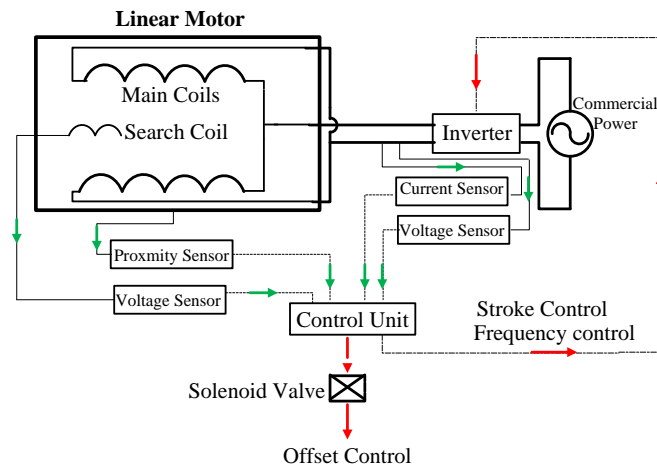 Linear Motor
Main Coils
Search Coil
Commercial
Power
Inverter
Current Sensor
Voltage Sensor
Proxmity Sensor
Voltage Sensor
Control Unit
Stroke Control
Frequency control
Solenoid Valve
Offset Control